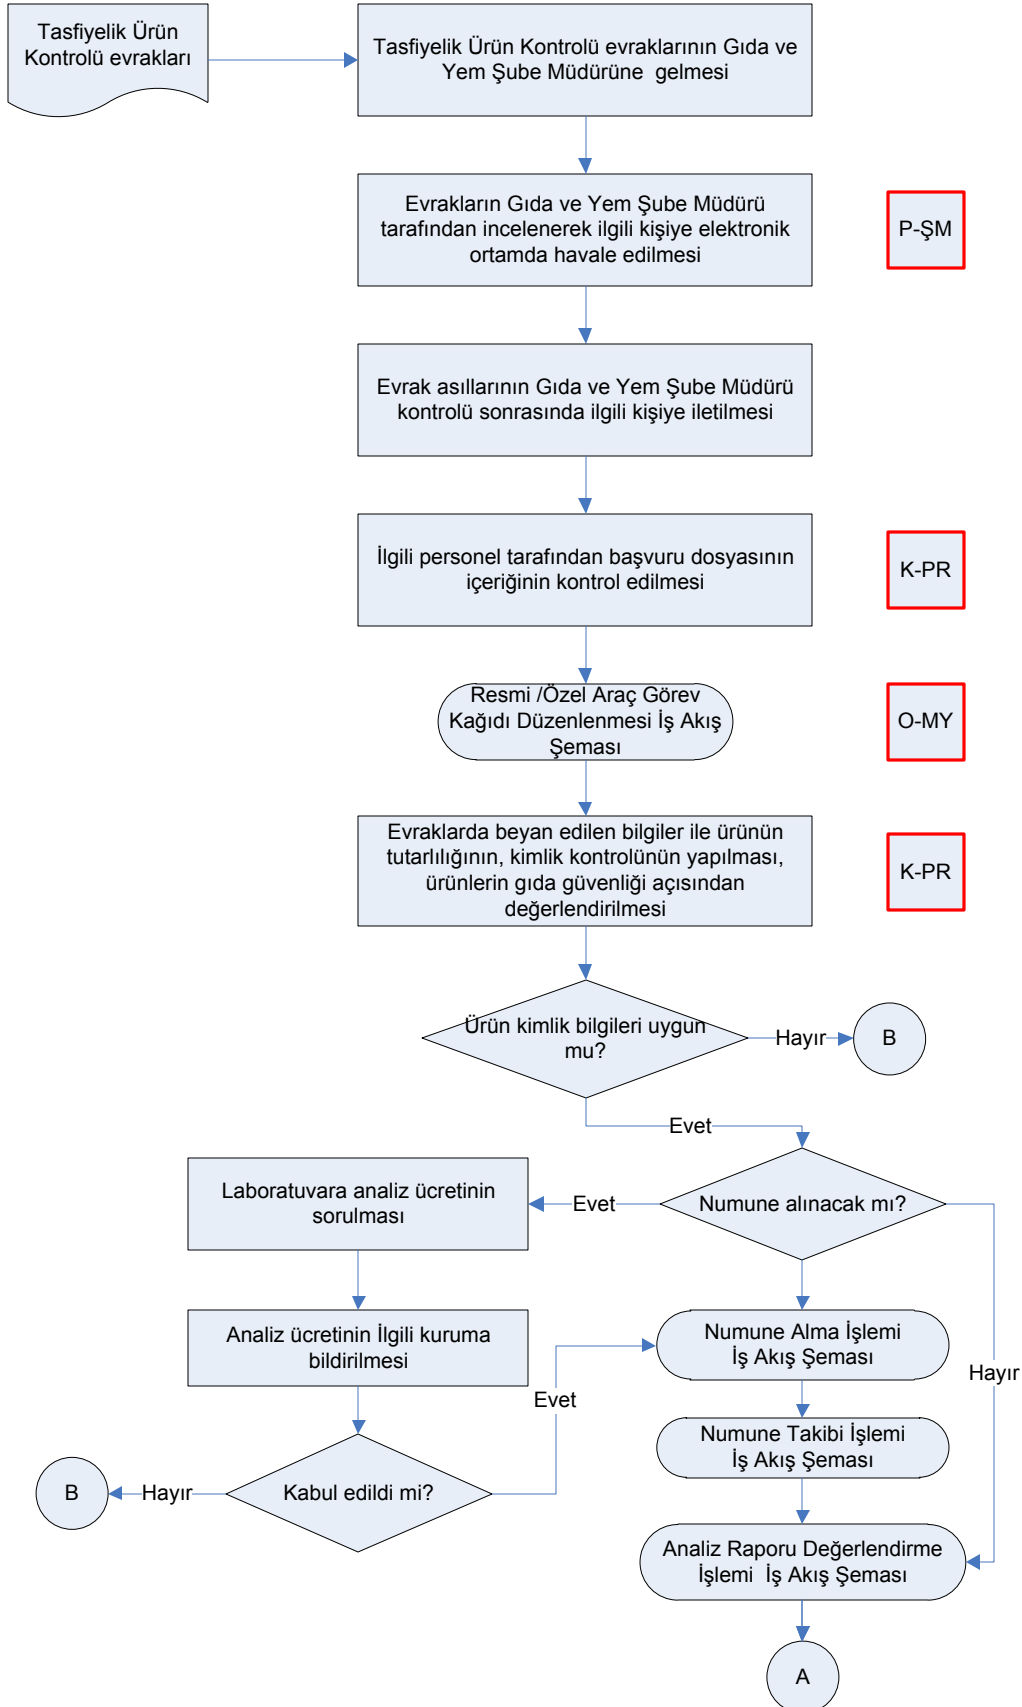 Tasfiyelik Ürün
Kontrolü evrakları
Tasfiyelik Ürün Kontrolü evraklarının Gıda ve
Yem Şube Müdürüne gelmesi
Evrakların Gıda ve Yem Şube Müdürü
tarafından incelenerek ilgili kişiye elektronik
ortamda havale edilmesi
P-ŞM
Evrak asıllarının Gıda ve Yem Şube Müdürü
kontrolü sonrasında ilgili kişiye iletilmesi
İlgili personel tarafından başvuru dosyasının
içeriğinin kontrol edilmesi
K-PR
Resmi /Özel Araç Görev
Kağıdı Düzenlenmesi İş Akış
Şeması
O-MY
Evraklarda beyan edilen bilgiler ile ürünün
tutarlılığının, kimlik kontrolünün yapılması,
ürünlerin gıda güvenliği açısından
değerlendirilmesi
K-PR
Ürün kimlik bilgileri uygun
mu?
Hayır
B
Evet
Numune alınacak mı?
Evet
Laboratuvara analiz ücretinin
sorulması
Analiz ücretinin İlgili kuruma
bildirilmesi
Numune Alma İşlemi
İş Akış Şeması
Hayır
Evet
Numune Takibi İşlemi
İş Akış Şeması
Kabul edildi mi?
Hayır
B
Analiz Raporu Değerlendirme
İşlemi İş Akış Şeması
A